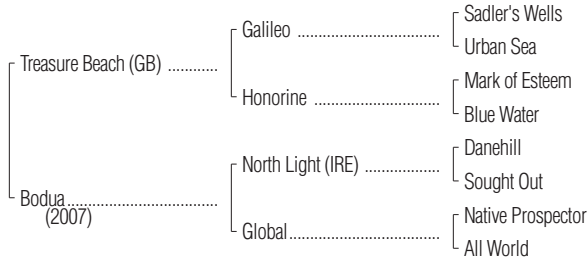 Sadler's Wells
Galileo ..................................
Urban Sea
Treasure Beach (GB) ............
Mark of Esteem
Honorine ..............................
Blue Water
Danehill
North Light (IRE) ..................
Sought Out
Bodua....................................
(2007)
Native Prospector
Global....................................
All World